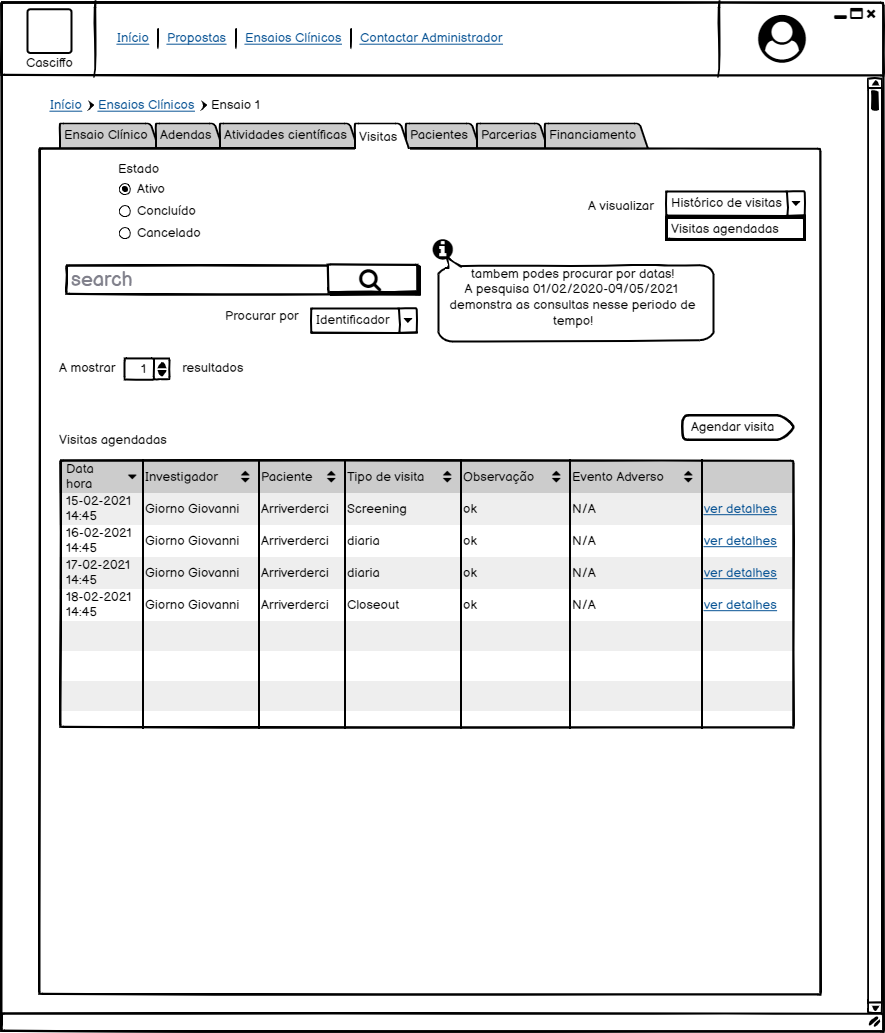 Casciffo
Início Propostas Ensaios Clínicos Contactar Administrador
Início Ensaios Clínicos Ensaio 1
Ensaio Clínico Adendas Atividades científicas Visitas Pacientes Parcerias Financiamento
Estado
Ativo
Concluído
Cancelado
A visualizar Histórico de visitas
Visitas agendadas
search
tambem podes procurar por datas!
A pesquisa 01/02/2020-09/05/2021
demonstra as consultas nesse periodo de
tempo!
Procurar por Identificador
A mostrar 1 resultados
Agendar visita
Visitas agendadas
Data
hora
Investigador Paciente Tipo de visita Observação Evento Adverso
15-02-2021
14:45
Giorno Giovanni Arriverderci Screening ok N/A ver detalhes
16-02-2021
14:45
Giorno Giovanni Arriverderci diaria ok N/A ver detalhes
17-02-2021
14:45
Giorno Giovanni Arriverderci diaria ok N/A ver detalhes
18-02-2021
14:45
Giorno Giovanni Arriverderci Closeout ok N/A ver detalhes